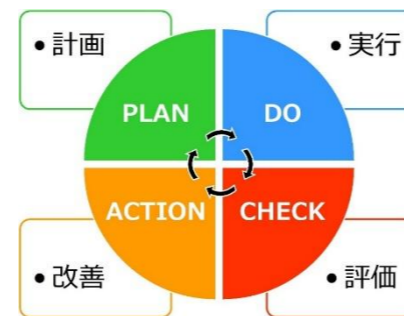 • 計画
• 実行
PLAN
DO
ACTION
CHECK
• 改善
• 評価